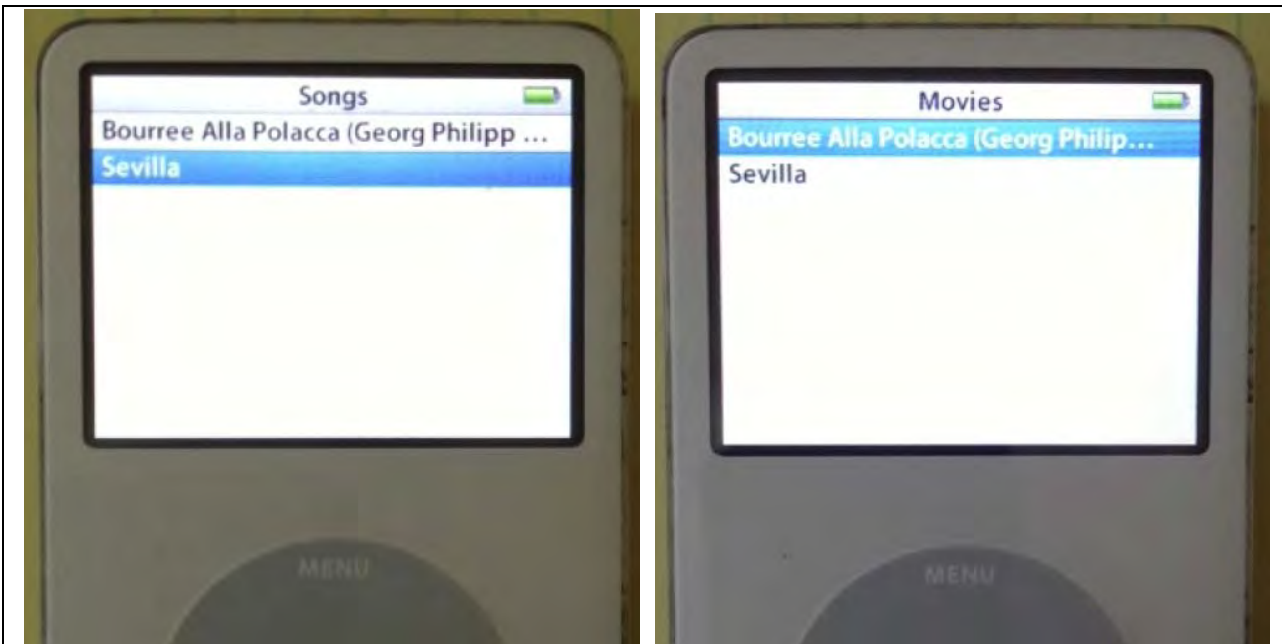 Songs
Bourree Alla Polacca (Georg Philipp ...
Sevilla
MENU
Movies
Bourree Alla Polacca (Georg Philip...
Sevilla
MENU